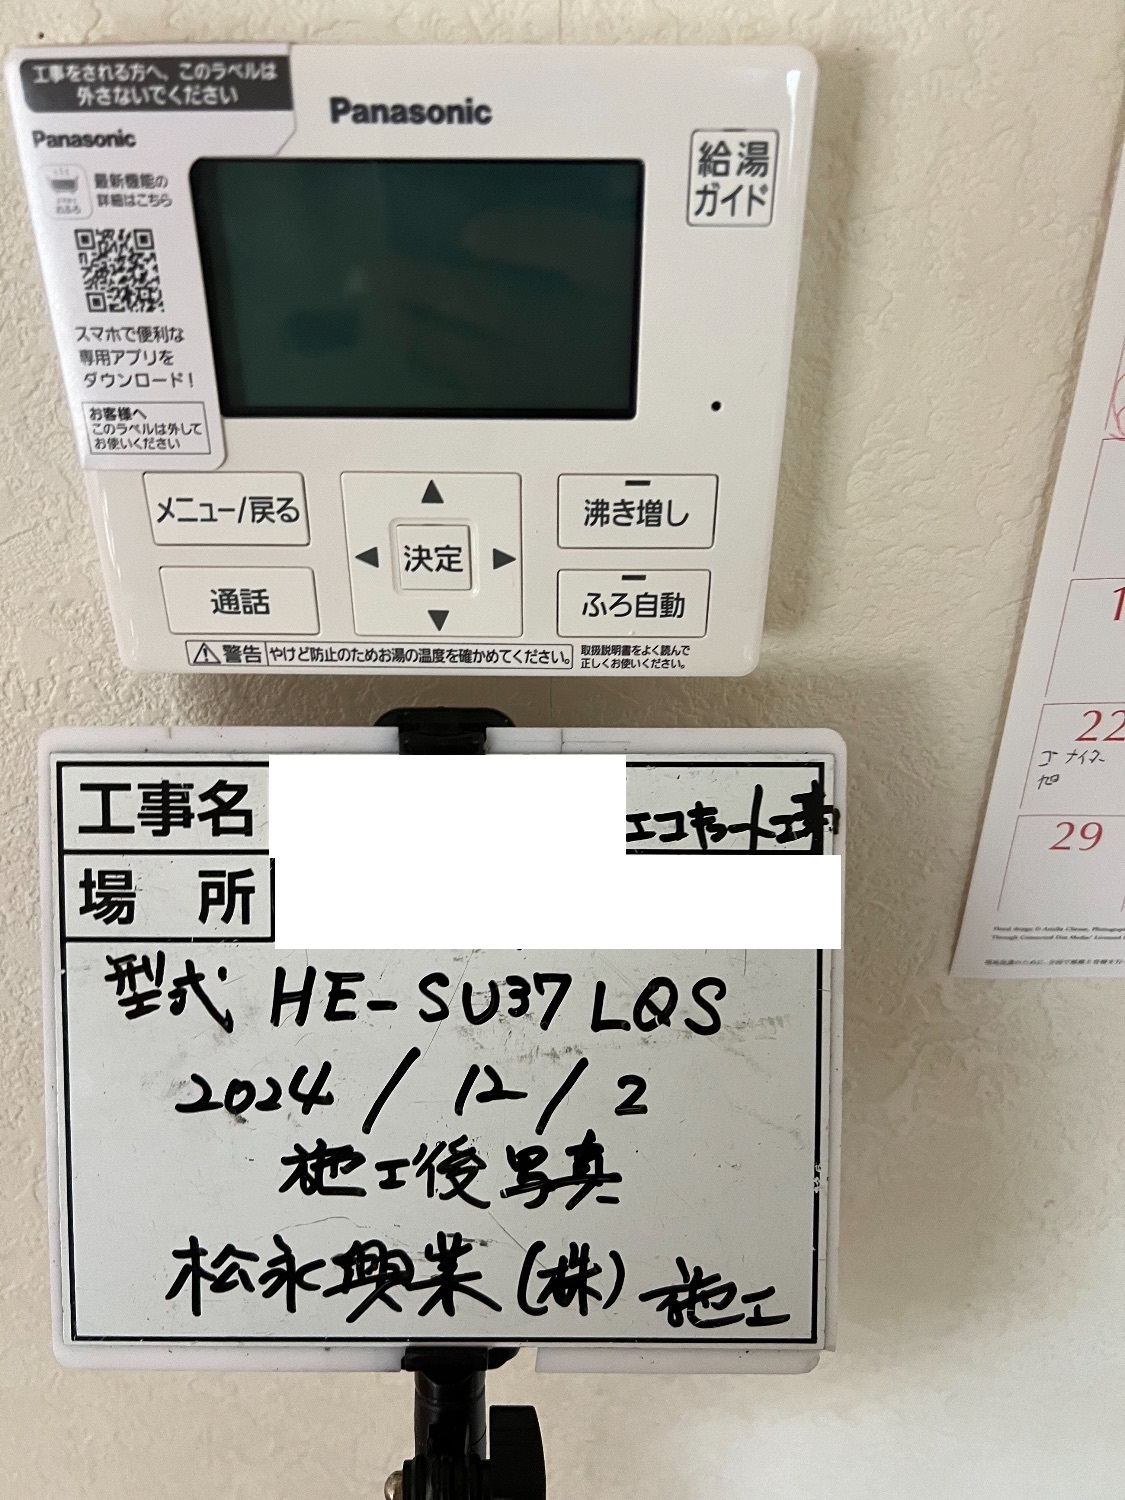 工事をされる方へ、このラベルは
外さないでください
Panasonic
最新機能の
詳細はこちら
スマホで便利な
専用アプリを
ダウンロード！
お客様へ
このラベルは外して
お使いください
Panasonic
給湯
ガイド
メニュー/戻る
▲
◀ 決定 ▶
▼
沸き増し
通話
ふろ自動
⚠警告 やけど防止のためお湯の温度を確かめてください。
取扱説明書をよく読んで
正しくお使いください。
工事名 エコキュート工事
場所
型式 HE-SU37LQS
2024/12/2
施工後写真
松永興業(株)施工
22
29